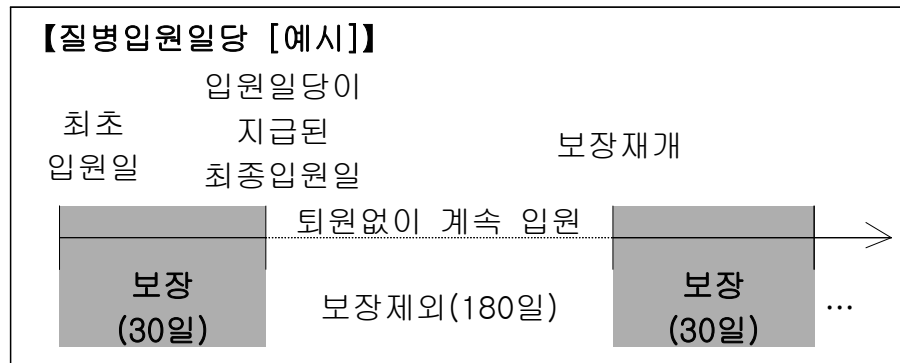 【질병입원일당 [예시]】
최초
입원일
입원일당이
지급된
최종입원일
보장재개
퇴원없이 계속 입원
보장
(30일)
보장제외(180일)
보장
(30일)
…